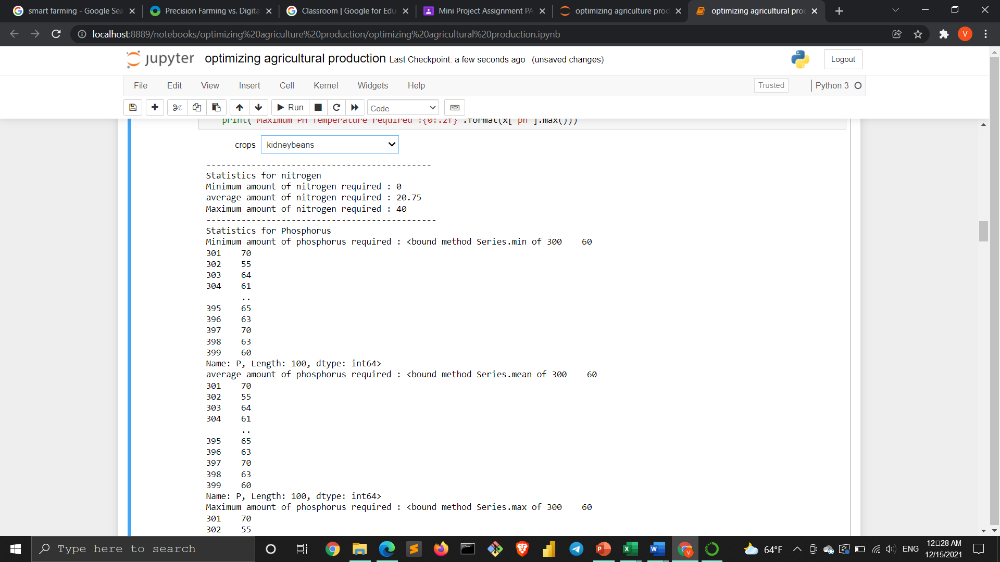 smart farming - Google Sea
Precision Farming vs. Digita
Classroom | Google for Edu
Mini Project Assignment PA
optimizing agriculture prod
optimizing agricultural proc
localhost:8889/notebooks/optimizing%20agriculture%20production/optimizing%20agricultural%20production.ipynb
V
jupyter optimizing agricultural production Last Checkpoint: a few seconds ago (unsaved changes)
Logout
File Edit View Insert Cell Kernel Widgets Help
Trusted
Python 3
Run
Code
print("Maximum PH Temperature required :{0:.2f}".format(x['ph'].max()))
crops kidneybeans
---------------------------------------------
Statistics for nitrogen
Minimum amount of nitrogen required : 0
average amount of nitrogen required : 20.75
Maximum amount of nitrogen required : 40
----------------------------------------------
Statistics for Phosphorus
Minimum amount of phosphorus required : <bound method Series.min of 300    60
301    70
302    55
303    64
304    61
..
395    65
396    63
397    70
398    63
399    60
Name: P, Length: 100, dtype: int64>
average amount of phosphorus required : <bound method Series.mean of 300    60
301    70
302    55
303    64
304    61
..
395    65
396    63
397    70
398    63
399    60
Name: P, Length: 100, dtype: int64>
Maximum amount of phosphorus required : <bound method Series.max of 300    60
301    70
302    55
Type here to search
64°F
ENG
12▯28 AM
12/15/2021